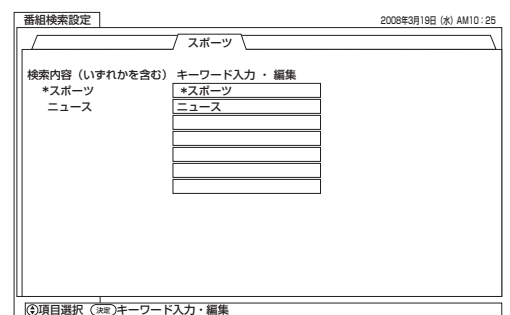 番組検索設定 2008年3月19日 (水) AM10:25
スポーツ
検索内容（いずれかを含む） キーワード入力 ・ 編集
*スポーツ *スポーツ
ニュース ニュース
項目選択 決定 キーワード入力・編集